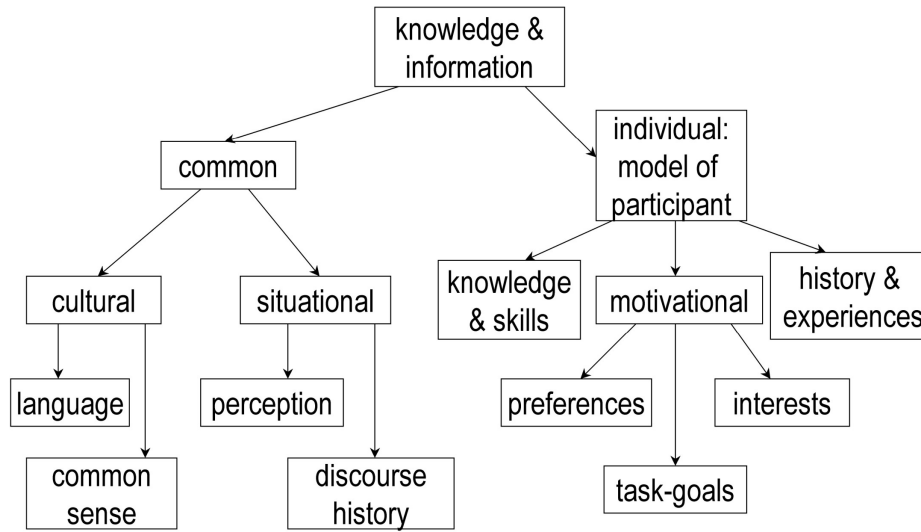 knowledge &
information
common
individual:
model of
participant
cultural
situational
knowledge
& skills
motivational
history &
experiences
language
perception
preferences
interests
common
sense
discourse
history
task-goals